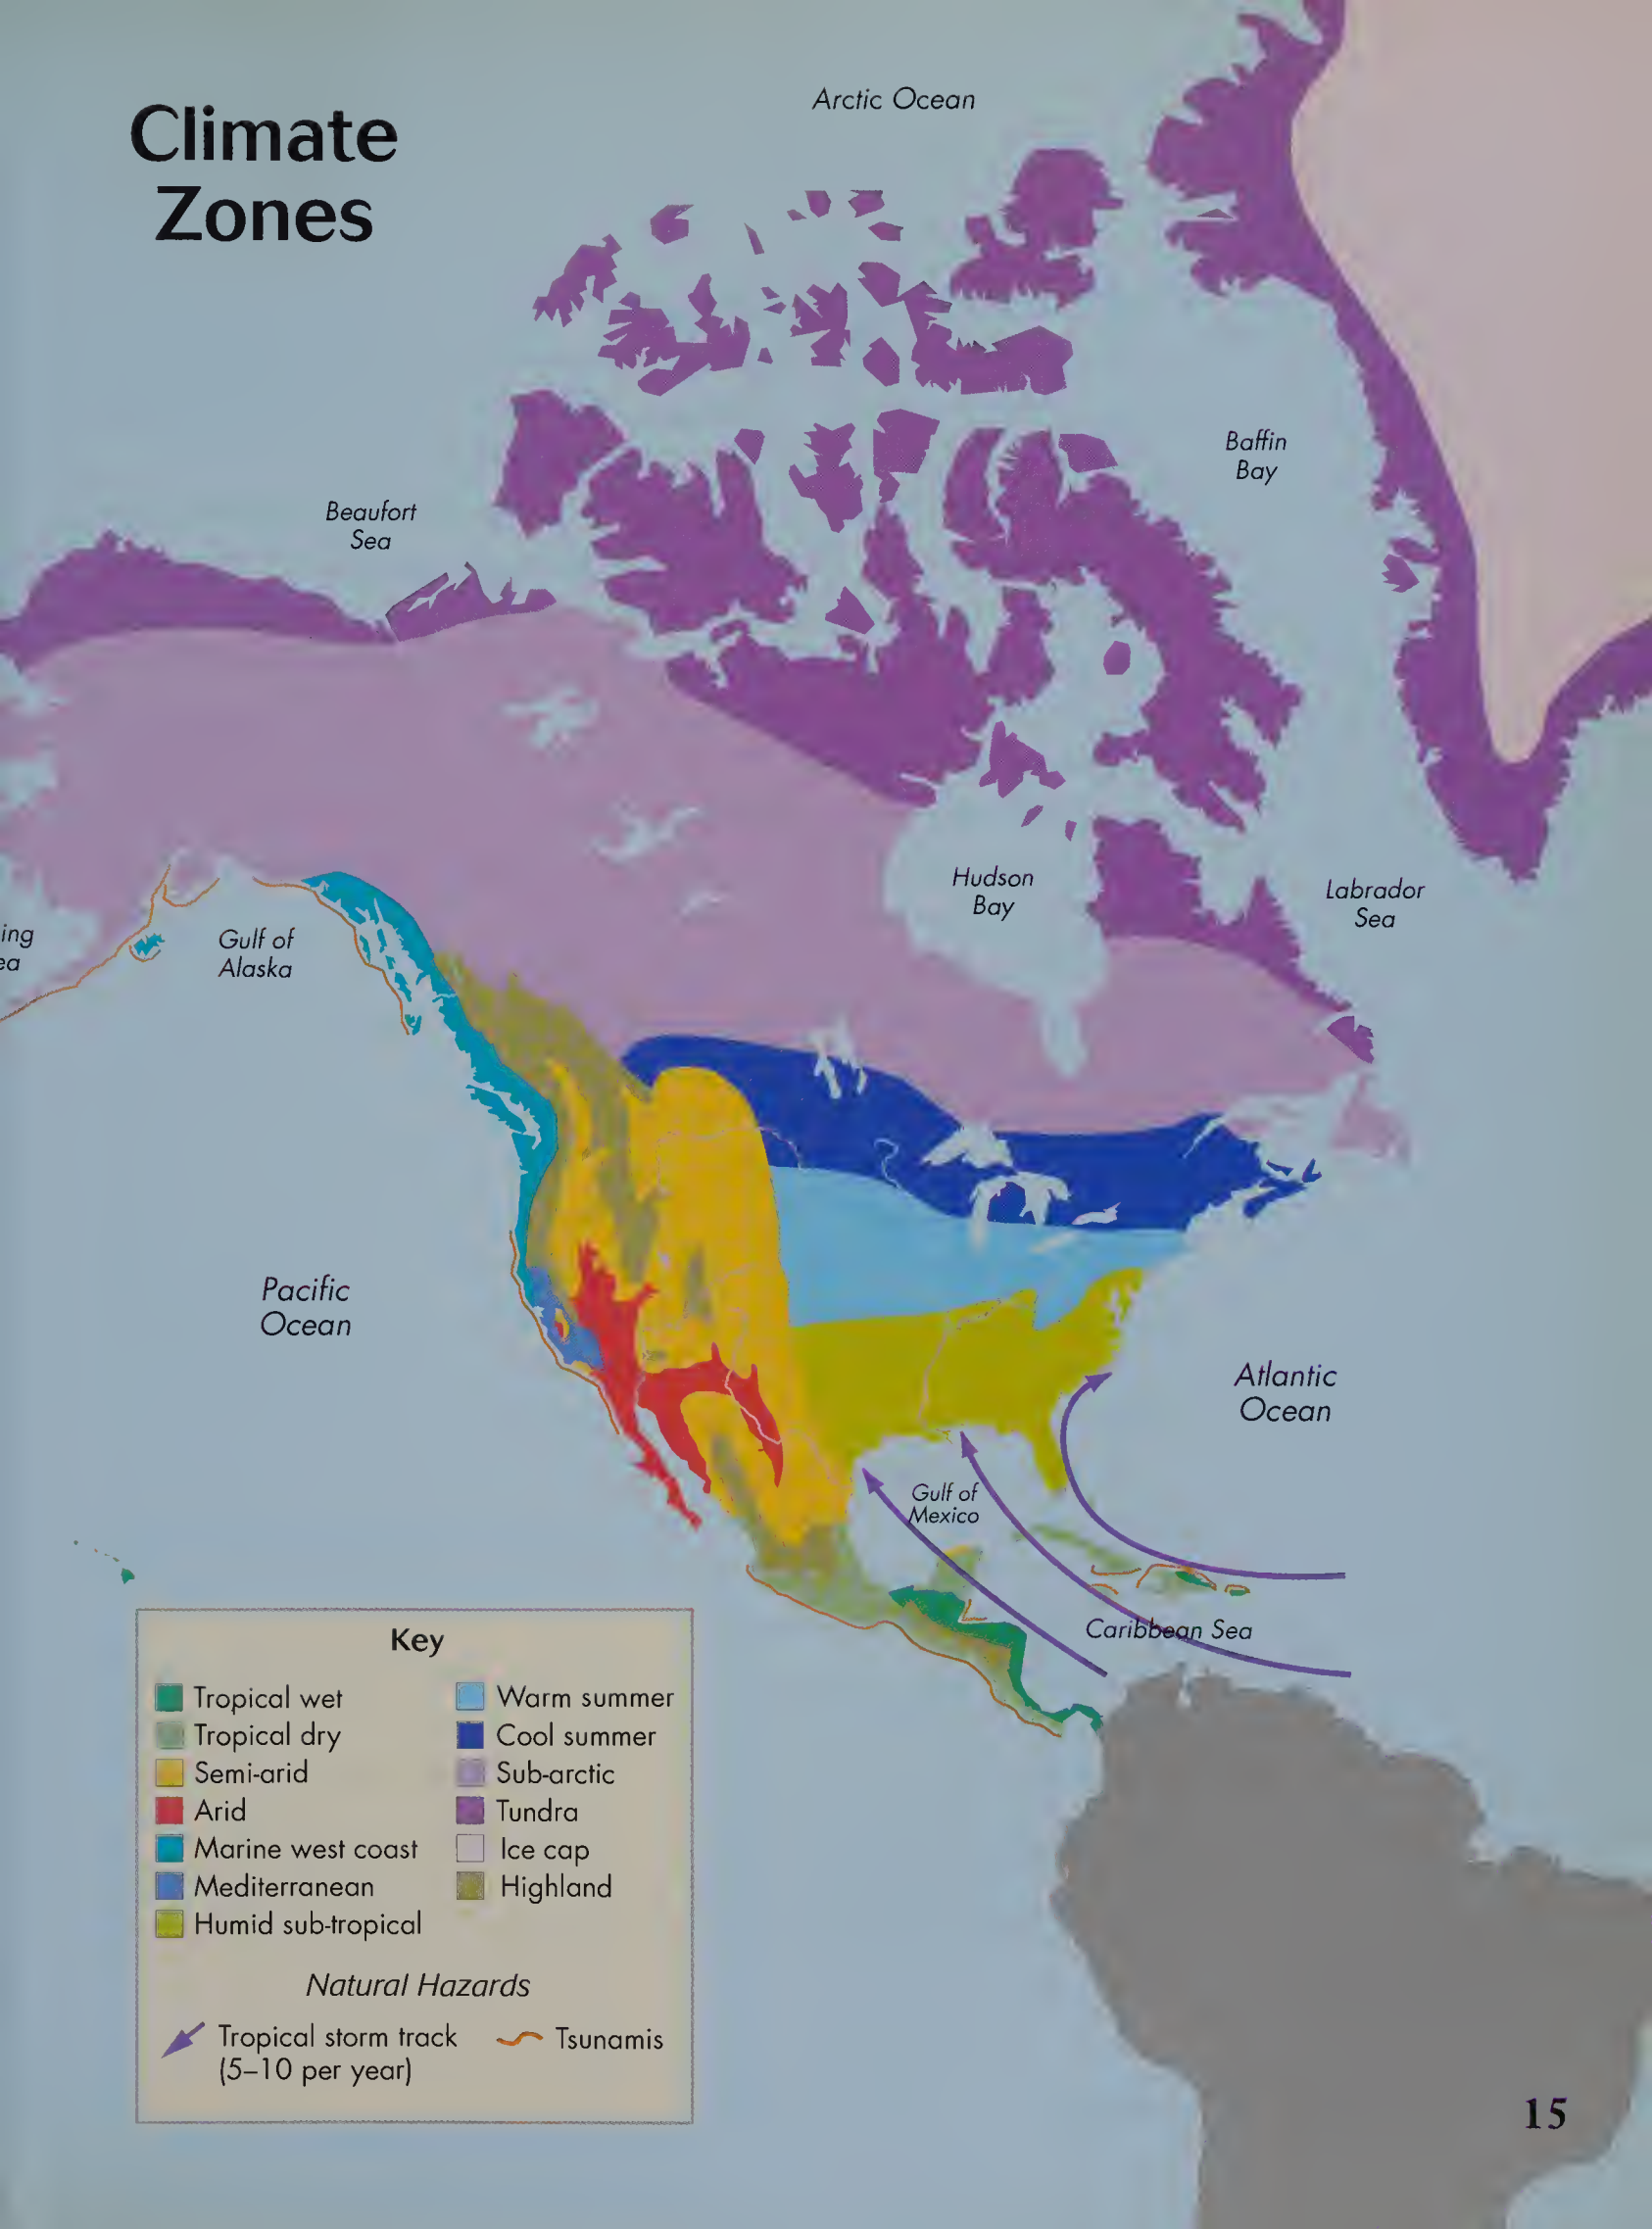 Climate
Zones
Arctic Ocean
Baffin
Bay
Beaufort
Sea
Hudson
Bay
Labrador
Sea
ing
ea
Gulf of
Alaska
Pacific
Ocean
Atlantic
Ocean
Gulf of
Mexico
Caribbean Sea
Key
Tropical wet
Tropical dry
Semi-arid
Arid
Marine west coast
Mediterranean
Humid sub-tropical
Warm summer
Cool summer
Sub-arctic
Tundra
Ice cap
Highland
Natural Hazards
Tropical storm track
(5–10 per year)
Tsunamis
15